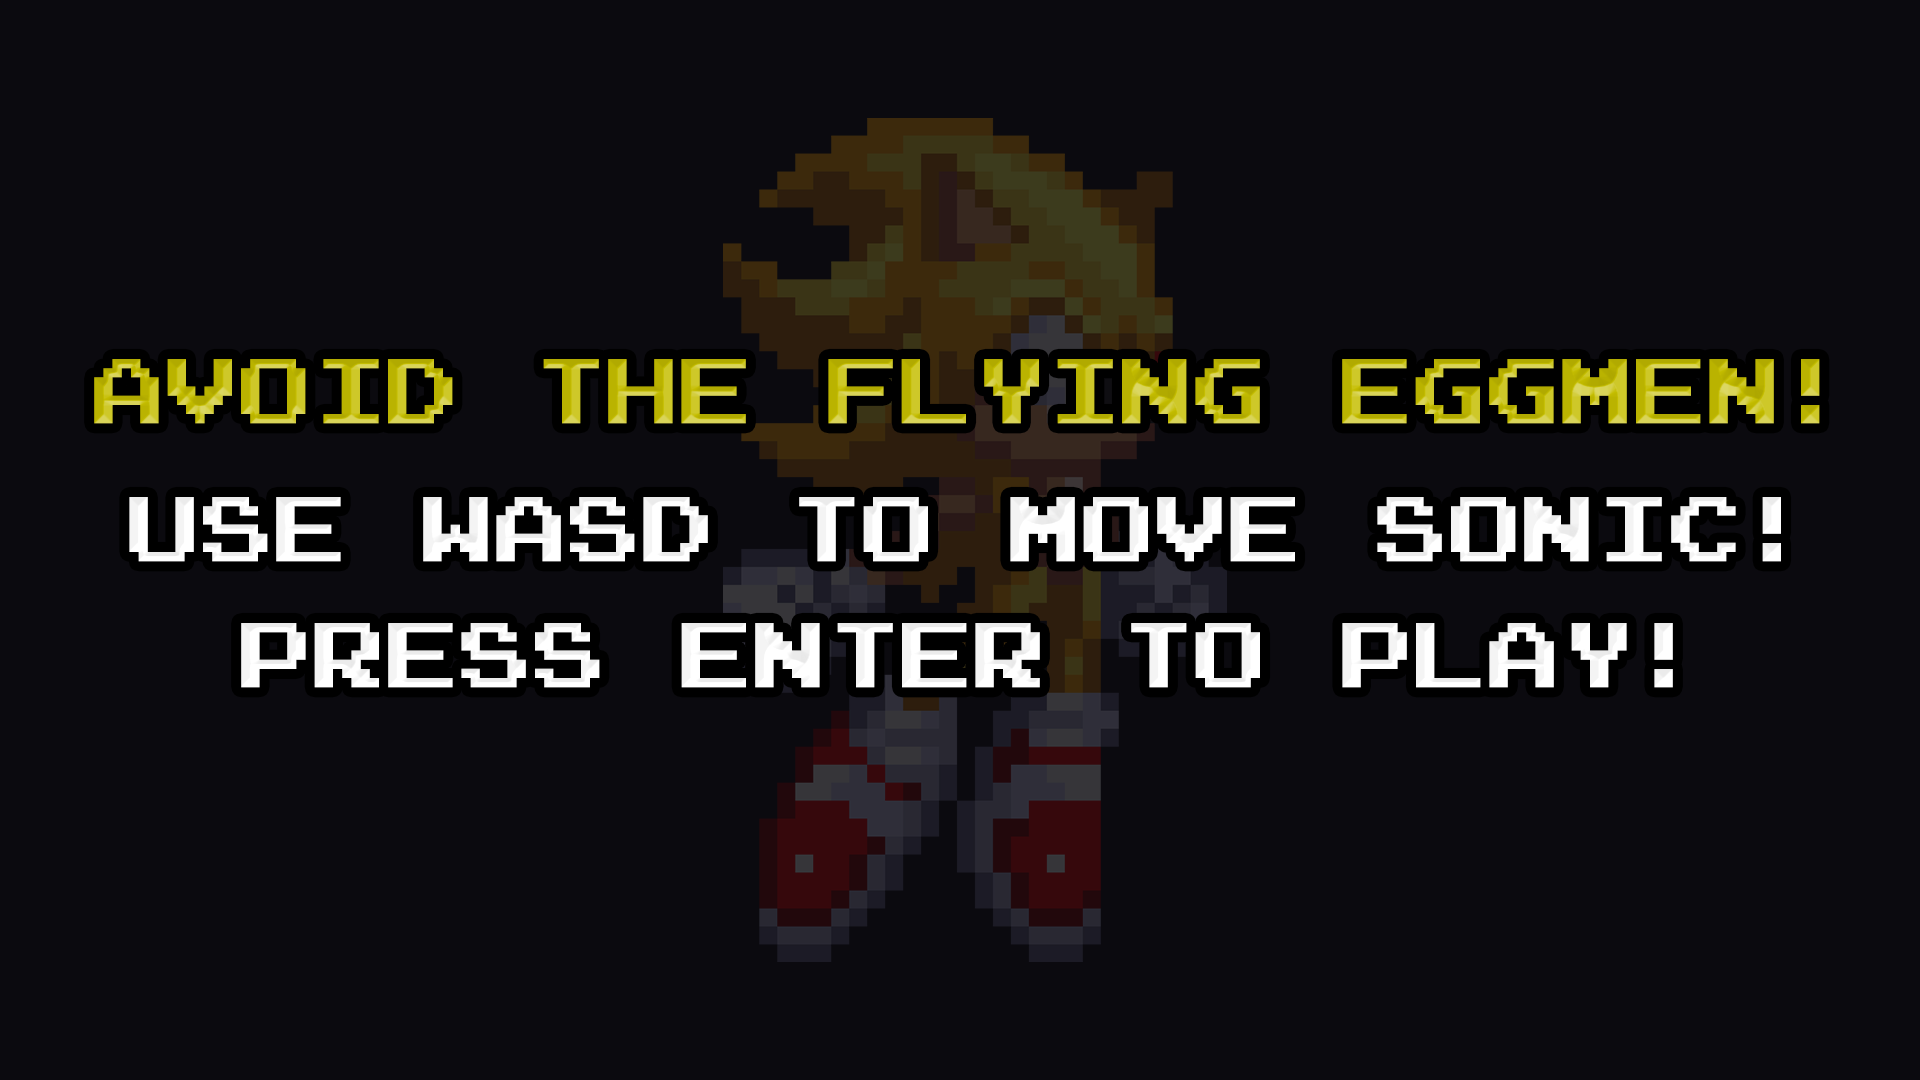 AVOID THE FLYING EGGMEN!
USE WASD TO MOVE SONIC!
PRESS ENTER TO PLAY!